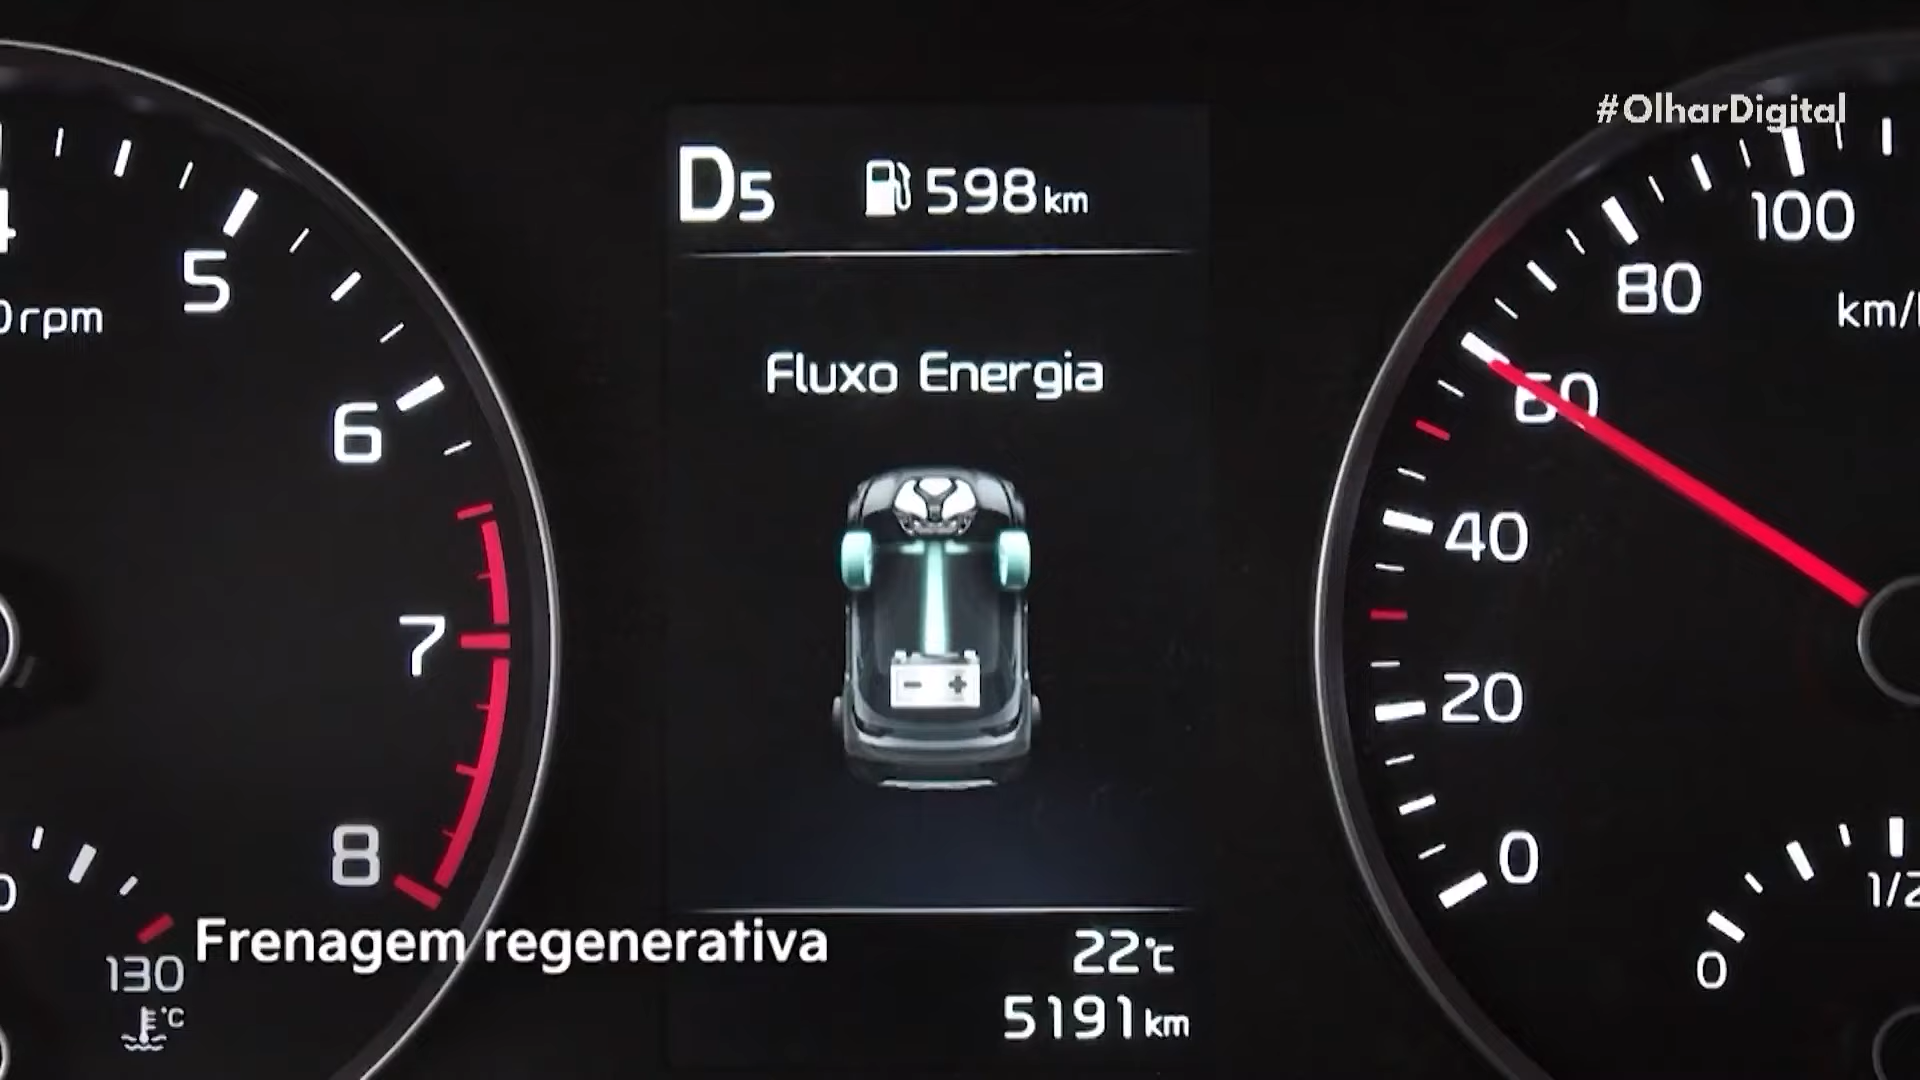 #OlharDigital
D5 598 km
4
5
6
7
8
rpm
Fluxo Energia
- +
100
80
60
40
20
0
km/
1/2
0
Frenagem regenerativa
130
°C
22°C
5191 km